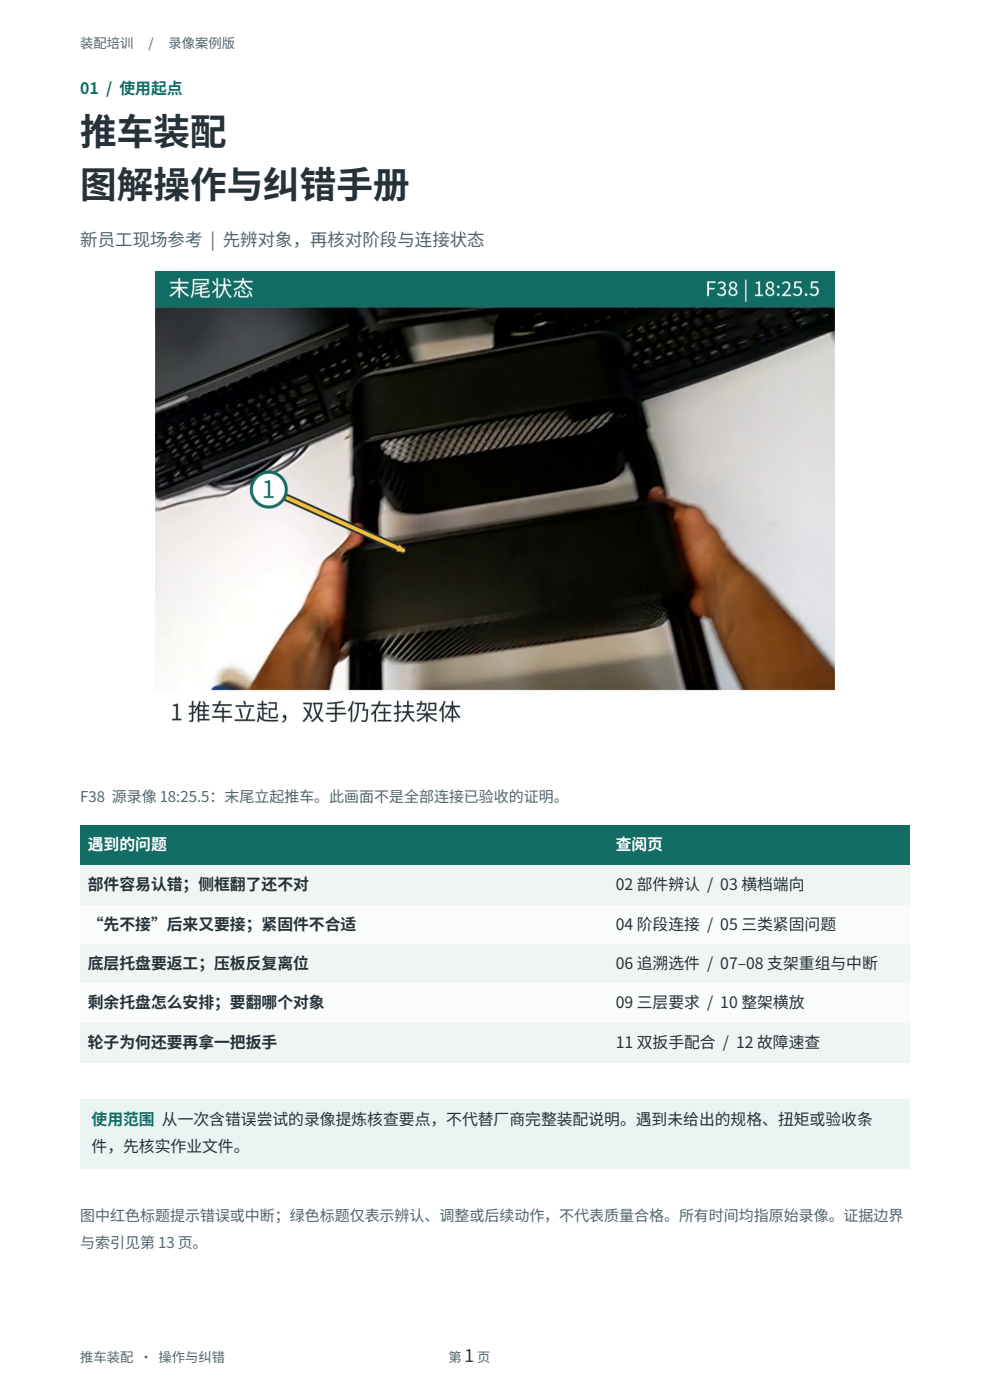 装配培训 / 录像案例版
01 / 使用起点
推车装配
图解操作与纠错手册
新员工现场参考｜先辨对象，再核对阶段与连接状态
末尾状态 F38 | 18:25.5
1
1 推车立起，双手仍在扶架体
F38 源录像 18:25.5：末尾立起推车。此画面不是全部连接已验收的证明。
遇到的问题 查阅页
部件容易认错；侧框翻了还不对 02 部件辨认 / 03 横档端向
“先不接”后来又要接；紧固件不合适 04 阶段连接 / 05 三类紧固问题
底层托盘要返工；压板反复离位 06 追溯选件 / 07–08 支架重组与中断
剩余托盘怎么安排；要翻哪个对象 09 三层要求 / 10 整架横放
轮子为何还要再拿一把扳手 11 双扳手配合 / 12 故障速查
使用范围 从一次含错误尝试的录像提炼核查要点，不代替厂商完整装配说明。遇到未给出的规格、扭矩或验收条
件，先核实作业文件。
图中红色标题提示错误或中断；绿色标题仅表示辨认、调整或后续动作，不代表质量合格。所有时间均指原始录像。证据边界
与索引见第 13 页。
推车装配 · 操作与纠错 第 1 页